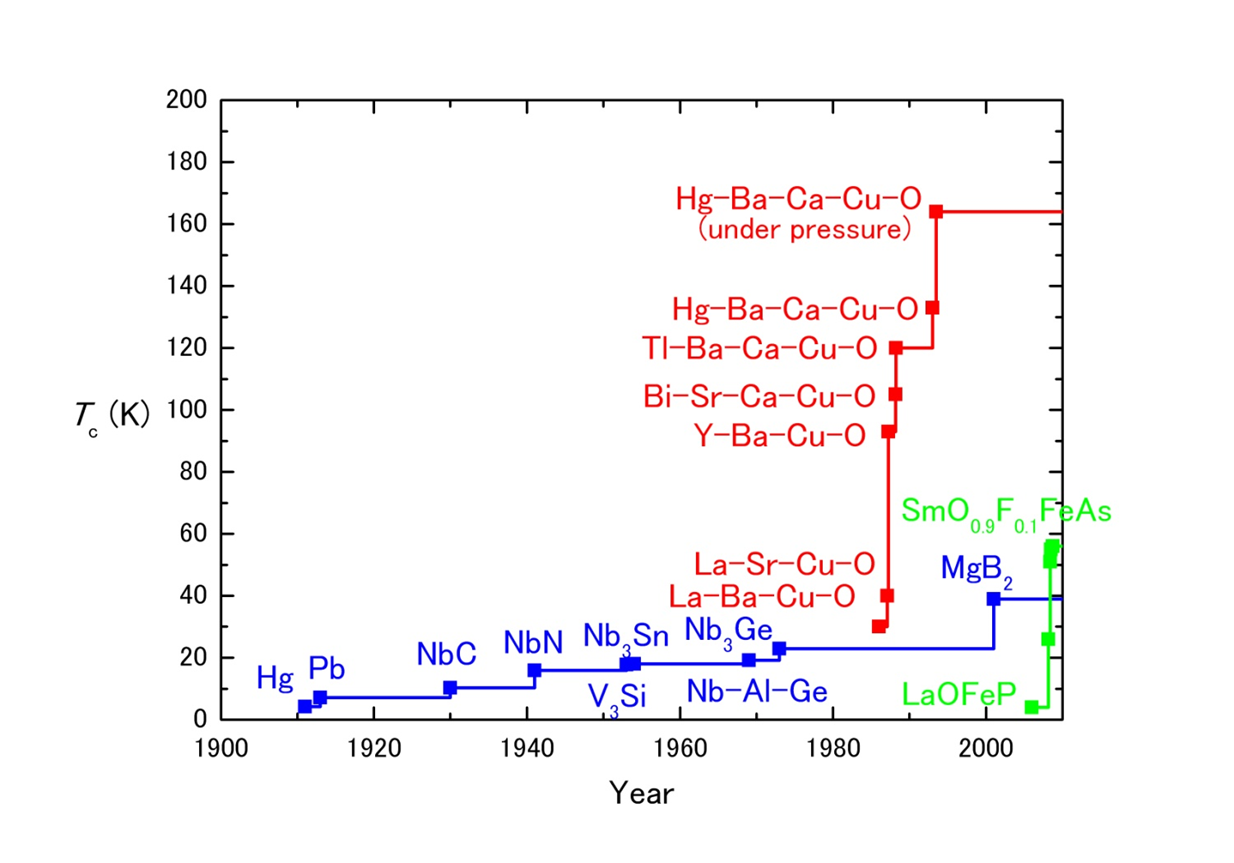 200
180
160
140
120
100
80
60
40
20
0
T_c (K)
Hg-Ba-Ca-Cu-O
(under pressure)
Hg-Ba-Ca-Cu-O
Tl-Ba-Ca-Cu-O
Bi-Sr-Ca-Cu-O
Y-Ba-Cu-O
SmO0.9F0.1FeAs
La-Sr-Cu-O
MgB2
La-Ba-Cu-O
Hg
Pb
NbC
NbN
Nb3Sn
Nb3Ge
V3Si
Nb-Al-Ge
LaOFeP
1900 1920 1940 1960 1980 2000
Year